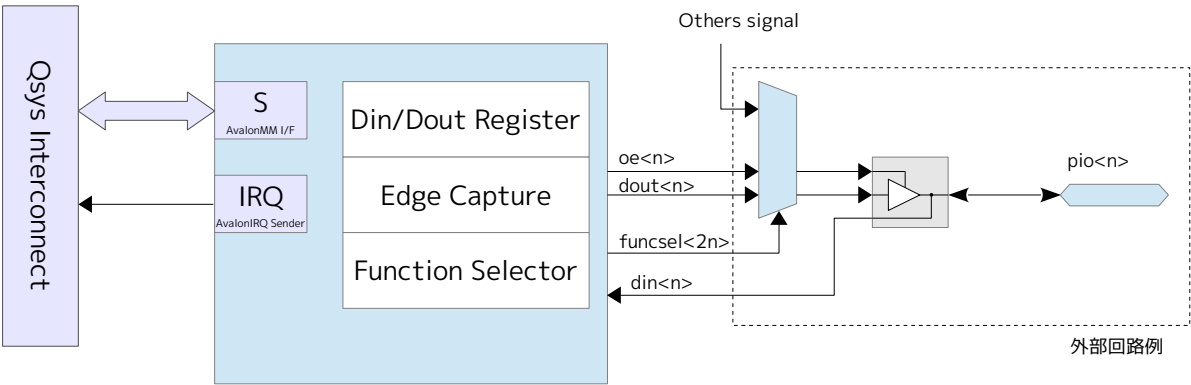 Others signal
Qsys Interconnect
S
AvalonMM I/F
IRQ
AvalonIRQ Sender
Din/Dout Register
Edge Capture
Function Selector
oe<n>
dout<n>
funcsel<2n>
din<n>
pio<n>
外部回路例